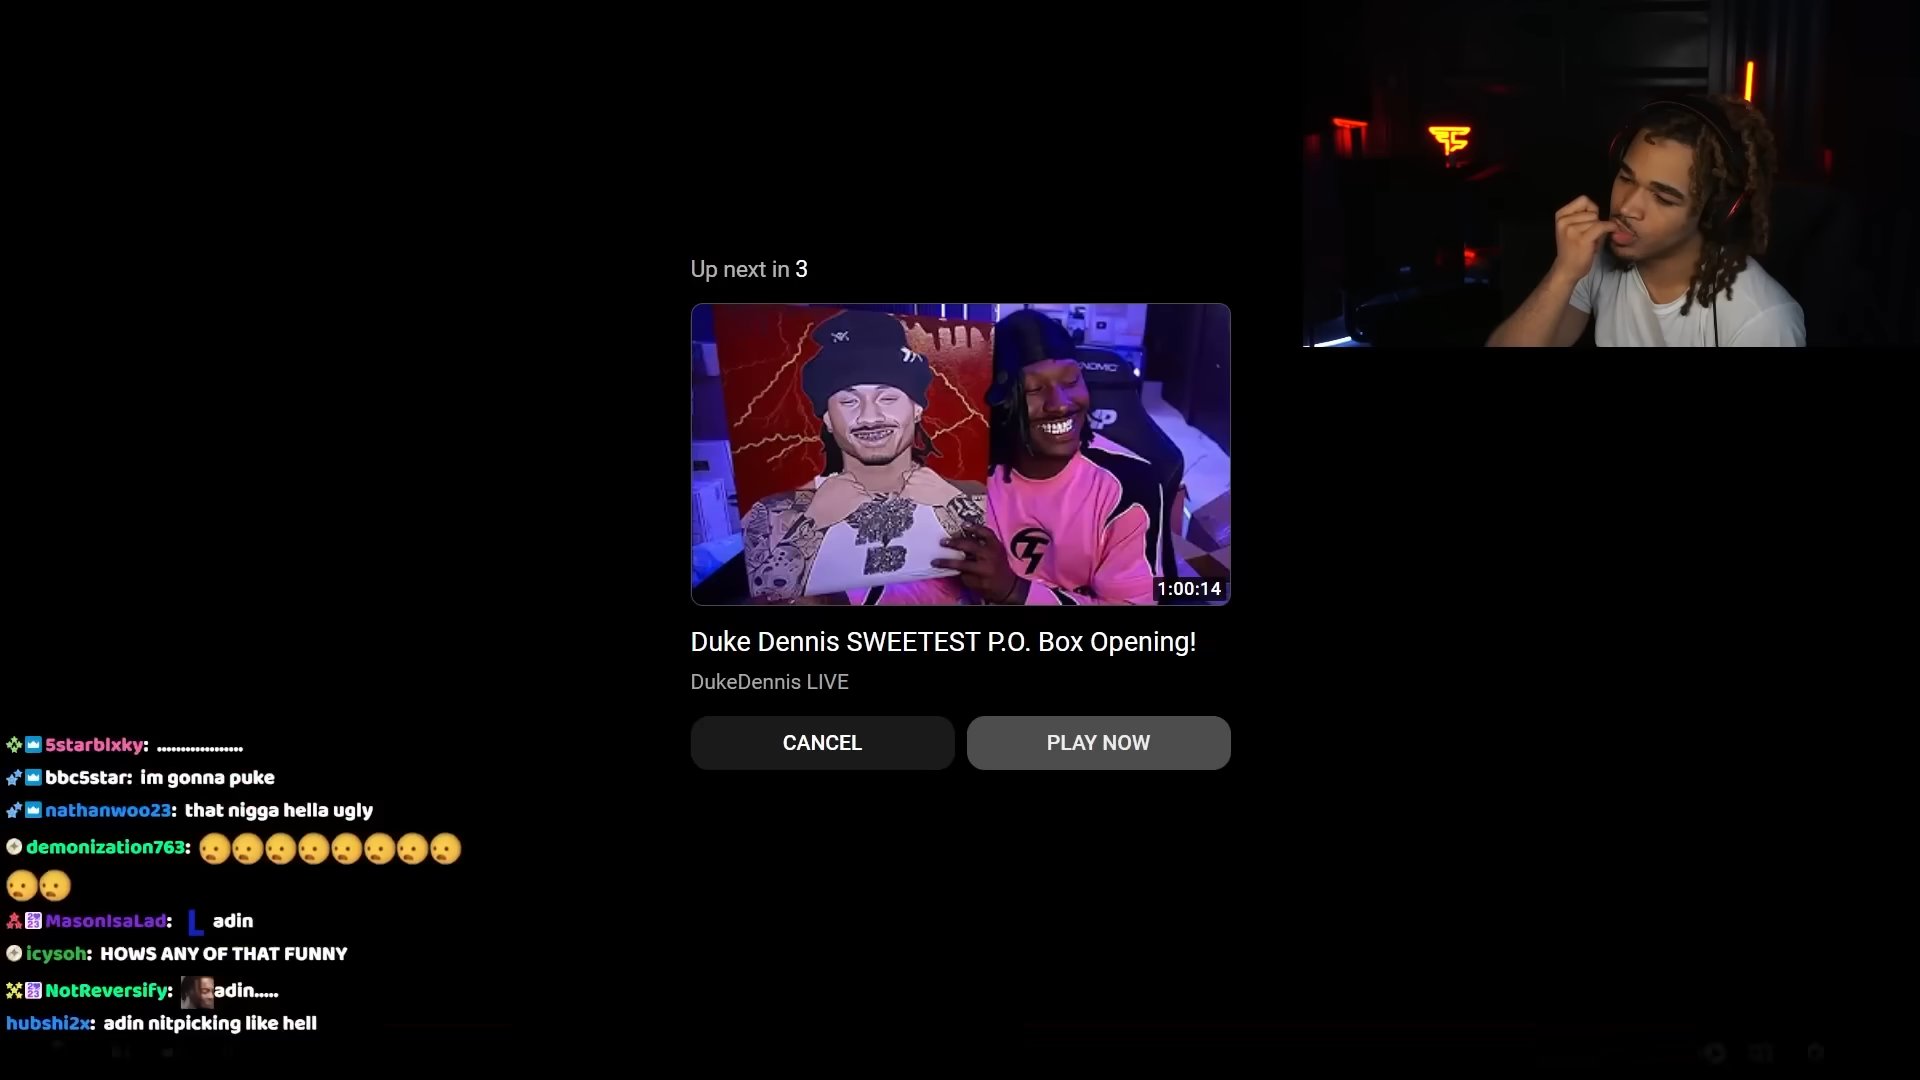 Up next in 3
1:00:14
Duke Dennis SWEETEST P.O. Box Opening!
DukeDennis LIVE
CANCEL
PLAY NOW
5starblxky: ..................
bbc5star: im gonna puke
nathanwoo23: that nigga hella ugly
demonization763:
MasonIsaLad: L adin
icysoh: HOWS ANY OF THAT FUNNY
NotReversify: adin.....
hubshi2x: adin nitpicking like hell